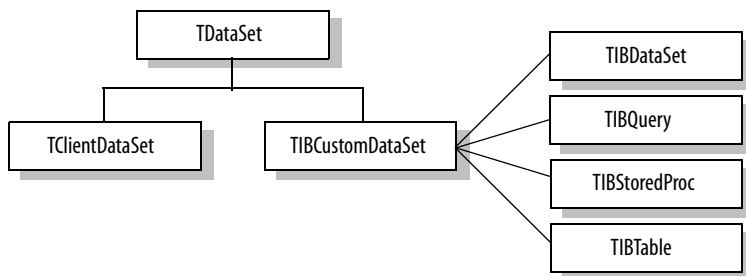 TDataSet
TClientDataSet
TIBCustomDataSet
TIBDataSet
TIBQuery
TIBStoredProc
TIBTable